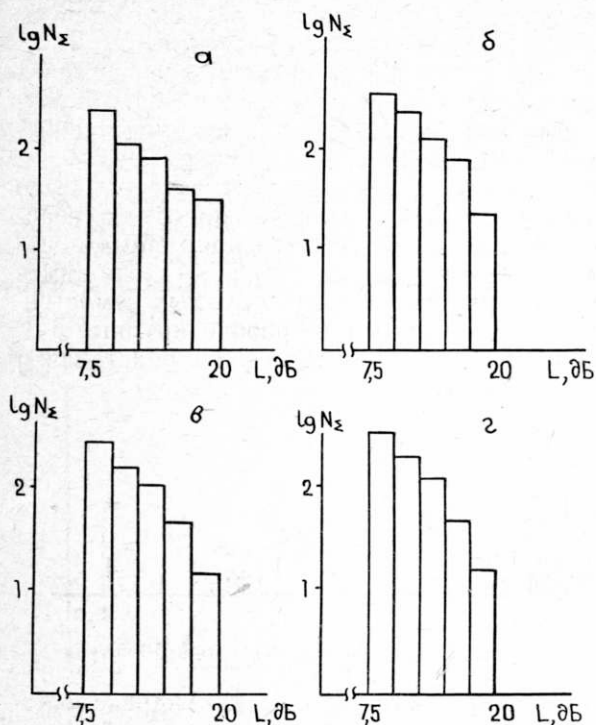 lg N_Σ а
2
1
7,5 20 L, дБ
lg N_Σ б
2
1
7,5 20 L, дБ
lg N_Σ в
2
1
7,5 20 L, дБ
lg N_Σ г
2
1
7,5 20 L, дБ